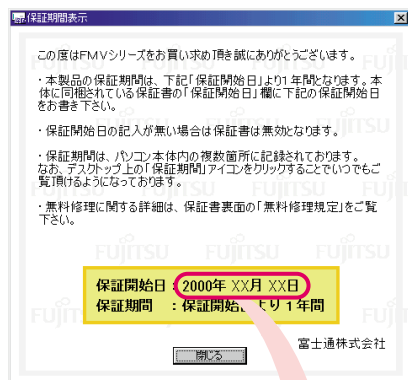 保証期間表示
この度はFMVシリーズをお買い求め頂き誠にありがとうございます。
・本製品の保証期間は、下記「保証開始日」より1年間となります。本
体に同梱されている保証書の「保証開始日」欄に下記の保証開始日
をお書き下さい。
・保証開始日の記入が無い場合は保証書は無効となります。
・保証期間は、パソコン本体内の複数箇所に記録されております。
なお、デスクトップ上の「保証期間」アイコンをクリックすることでいつでもご
覧頂けるようになっております。
・無料修理に関する詳細は、保証書裏面の「無料修理規定」をご覧
下さい。
保証開始日：2000年 XX月 XX日
保証期間　：保証開始日より1年間
富士通株式会社
閉じる